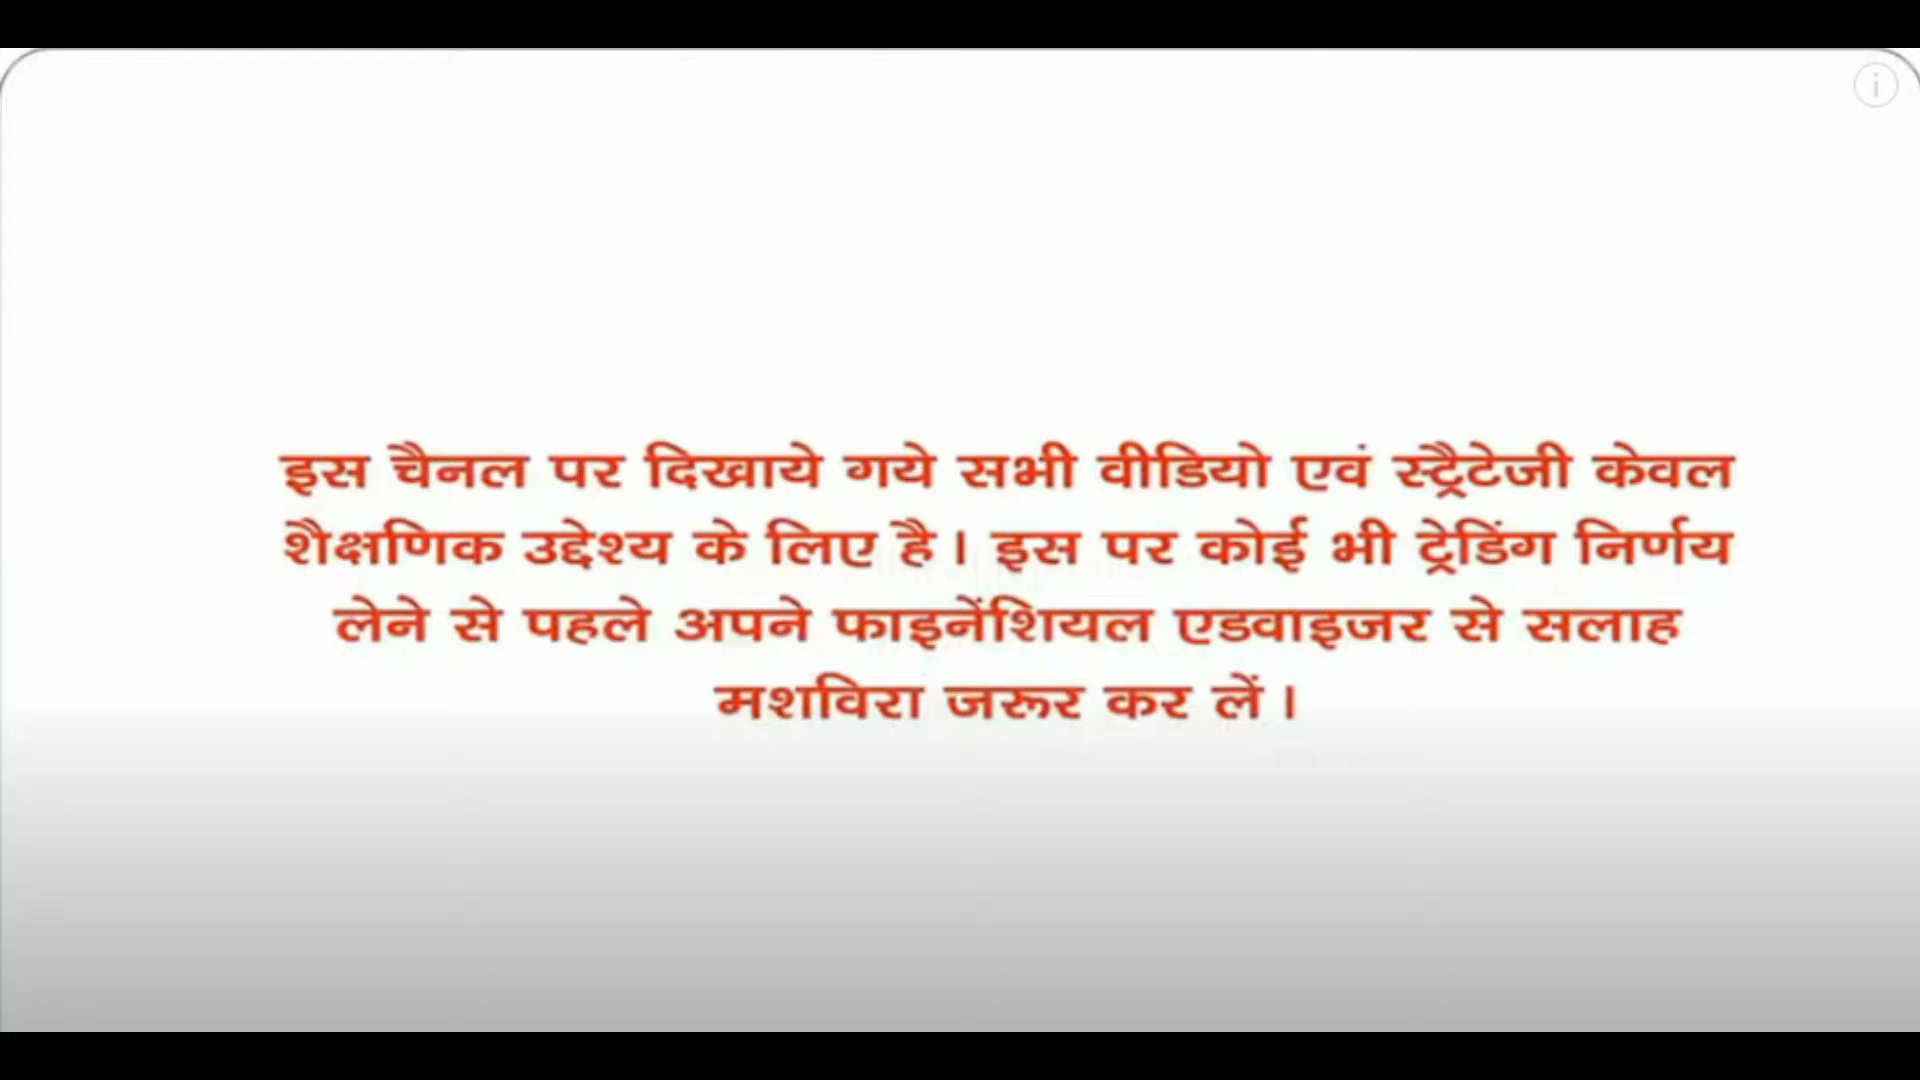 इस चैनल पर दिखाये गये सभी वीडियो एवं स्ट्रैटेजी केवल
शैक्षणिक उद्देश्य के लिए है। इस पर कोई भी ट्रेडिंग निर्णय
लेने से पहले अपने फाइनेंशियल एडवाइजर से सलाह
मशविरा जरूर कर लें।